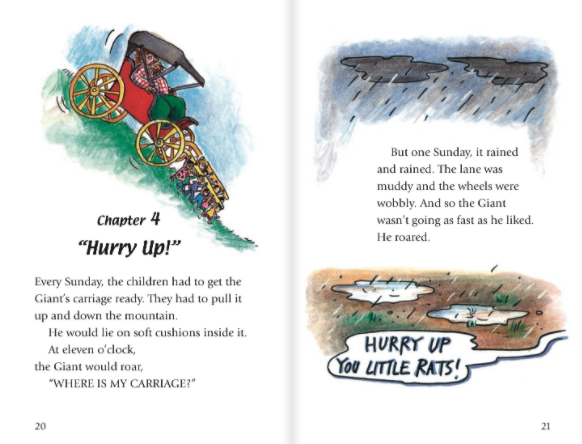 Chapter 4
“Hurry Up!”
Every Sunday, the children had to get the
Giant’s carriage ready. They had to pull it
up and down the mountain.
He would lie on soft cushions inside it.
At eleven o’clock,
the Giant would roar,
“WHERE IS MY CARRIAGE?”
20
But one Sunday, it rained
and rained. The lane was
muddy and the wheels were
wobbly. And so the Giant
wasn’t going as fast as he liked.
He roared.
HURRY UP
YOU LITTLE RATS!
21